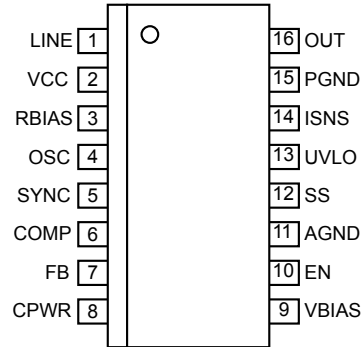 LINE 1 16 OUT
VCC 2 15 PGND
RBIAS 3 14 ISNS
OSC 4 13 UVLO
SYNC 5 12 SS
COMP 6 11 AGND
FB 7 10 EN
CPWR 8 9 VBIAS